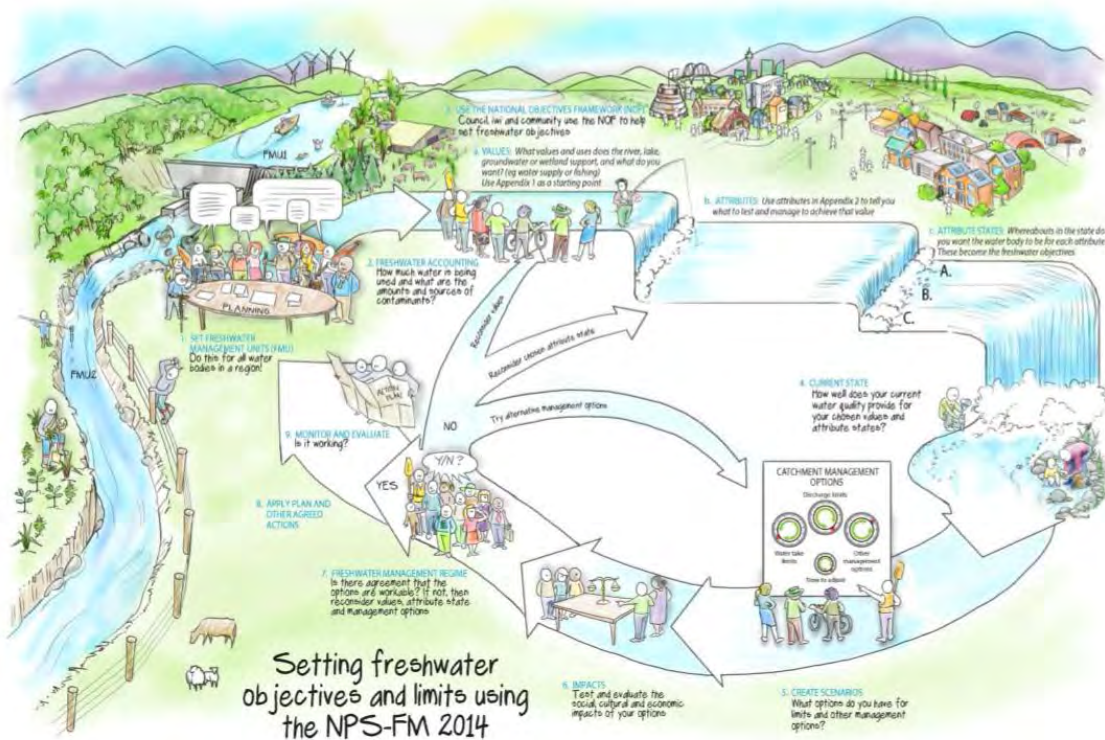 FMU1
3. USE THE NATIONAL OBJECTIVES FRAMEWORK (NOF)
Council, iwi and community use the NOF to help
set freshwater objectives
a. VALUES: What values and uses does the river, lake,
groundwater or wetland support, and what do you
want? (eg water supply or fishing)
Use Appendix 1 as a starting point
b. ATTRIBUTES: Use attributes in Appendix 2 to tell you
what to test and manage to achieve that value
c. ATTRIBUTE STATES: Whereabouts in the state do
you want the water body to be for each attribute
These become the freshwater objectives
A.
B.
C.
2. FRESHWATER ACCOUNTING
How much water is being
used and what are the
amounts and sources of
contaminants?
PLANNING
1. SET FRESHWATER
MANAGEMENT UNITS (FMU)
Do this for all water
bodies in a region!
FMU2
Reconsider values
Reconsider chosen attribute state
Try alternative management options
NO
4. CURRENT STATE
How well does your current
water quality provide for
your chosen values and
attribute states?
ACTION
PLAN!
9. MONITOR AND EVALUATE
Is it working?
Y/N?
YES
CATCHMENT MANAGEMENT
OPTIONS
Discharge limits
Water take
limits
Other
management
options
Time to adjust
8. APPLY PLAN AND
OTHER AGREED
ACTIONS
7. FRESHWATER MANAGEMENT REGIME
Is there agreement that the
options are workable? If not, then
reconsider values, attribute state
and management options
6. IMPACTS
Test and evaluate the
social, cultural and economic
impacts of your options
5. CREATE SCENARIOS
What options do you have for
limits and other management
options?
Setting freshwater
objectives and limits using
the NPS-FM 2014